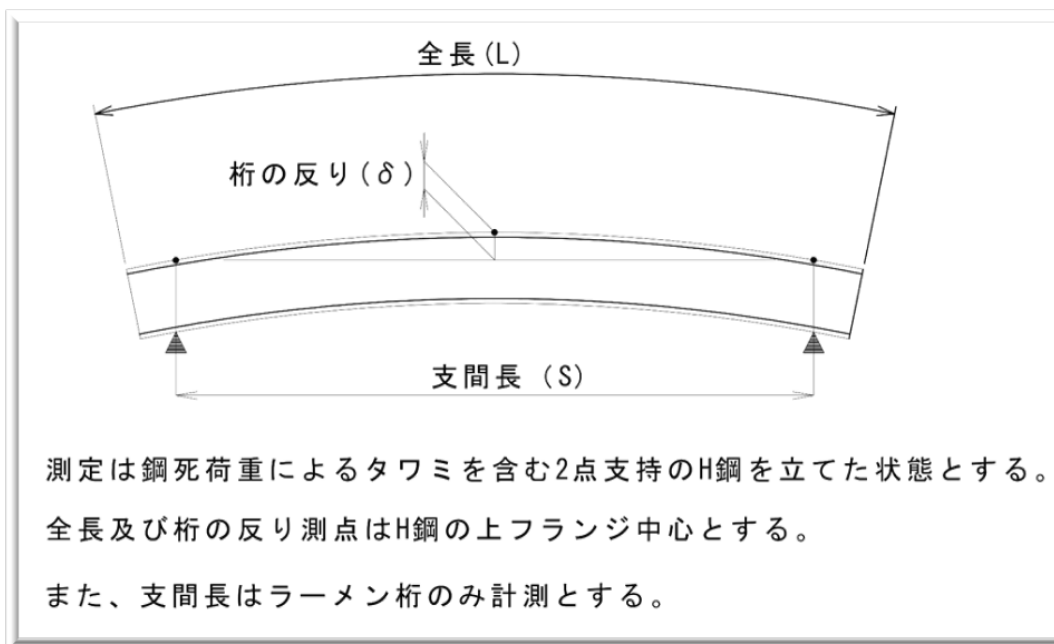 全長(L)
桁の反り(δ)
支間長 (S)
測定は鋼死荷重によるタワミを含む2点支持のH鋼を立てた状態とする。
全長及び桁の反り測点はH鋼の上フランジ中心とする。
また、支間長はラーメン桁のみ計測とする。